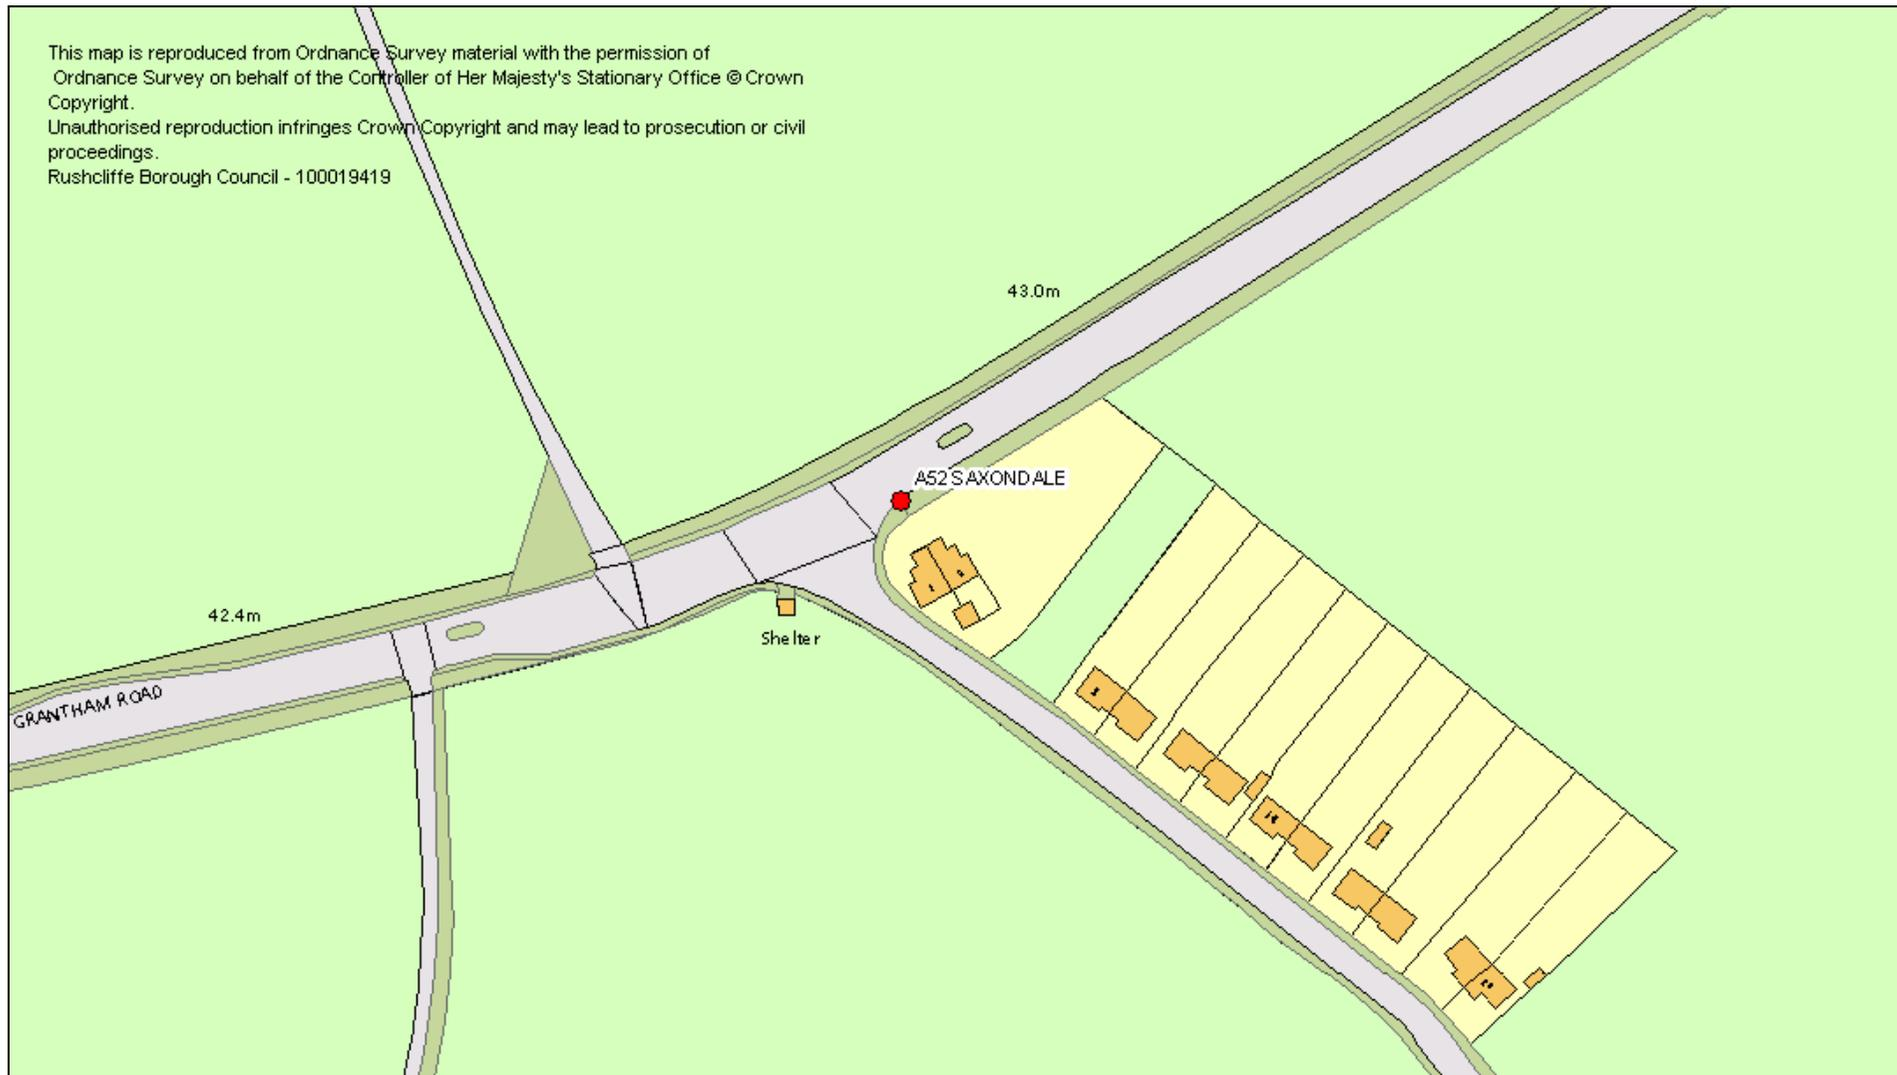 This map is reproduced from Ordnance Survey material with the permission of
Ordnance Survey on behalf of the Controller of Her Majesty's Stationary Office © Crown
Copyright.
Unauthorised reproduction infringes Crown Copyright and may lead to prosecution or civil
proceedings.
Rushcliffe Borough Council - 100019419
43.0m
A52 SAXONDALE
42.4m
Shelter
GRANTHAM ROAD